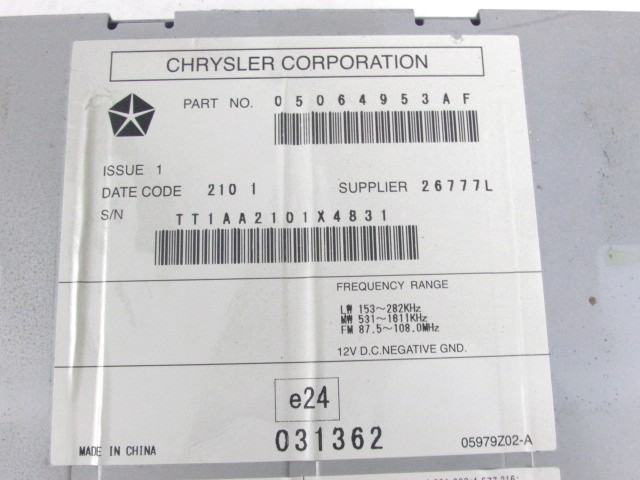 CHRYSLER CORPORATION
PART NO. 05064953AF
ISSUE 1
DATE CODE 210 1 SUPPLIER 26777L
S/N TT1AA2101X4831
FREQUENCY RANGE
LW 153~282KHz
MW 531~1611KHz
FM 87.5~108.0MHz
12V D.C.NEGATIVE GND.
e24
031362
MADE IN CHINA 05979Z02-A